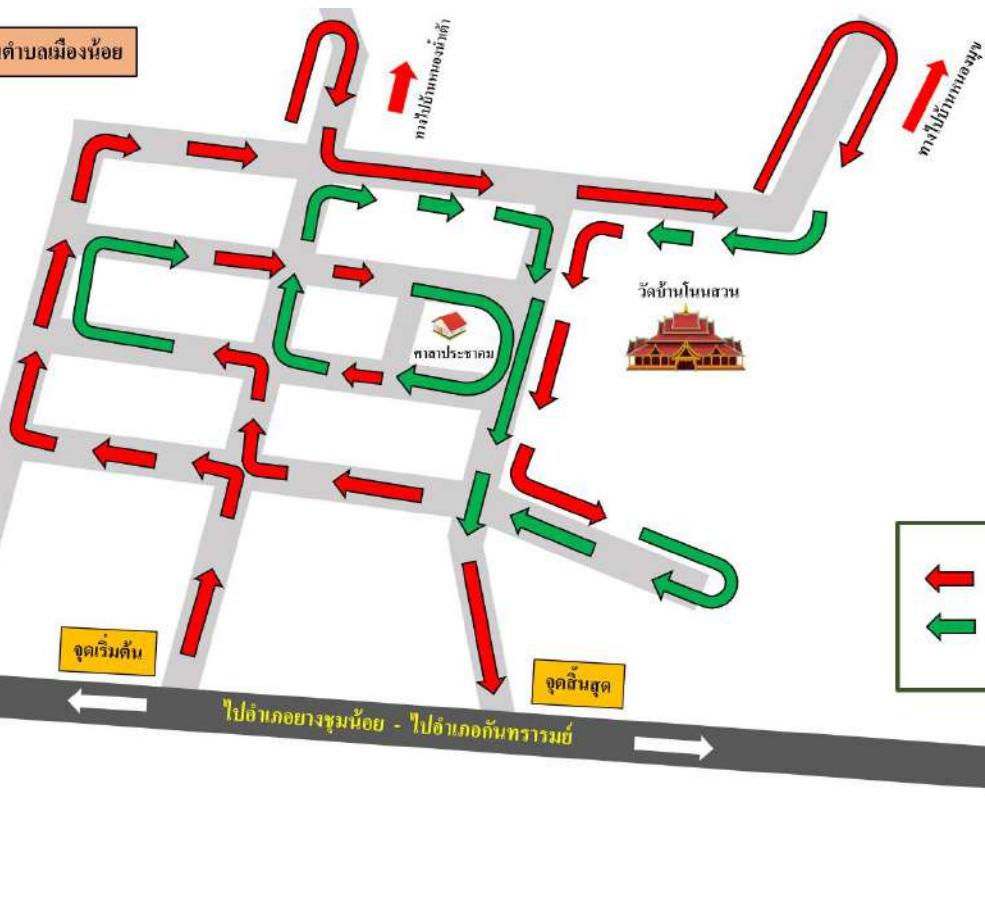 นตำบลเมืองน้อย
ทางไปบ้านหนองน้ำเต้า
ทางไปบ้านหนองมุข
วัดบ้านโนนสวน
ศาลาประชาคม
จุดเริ่มต้น
จุดสิ้นสุด
ไปอำเภอยางชุมน้อย - ไปอำเภอกันทรารมย์